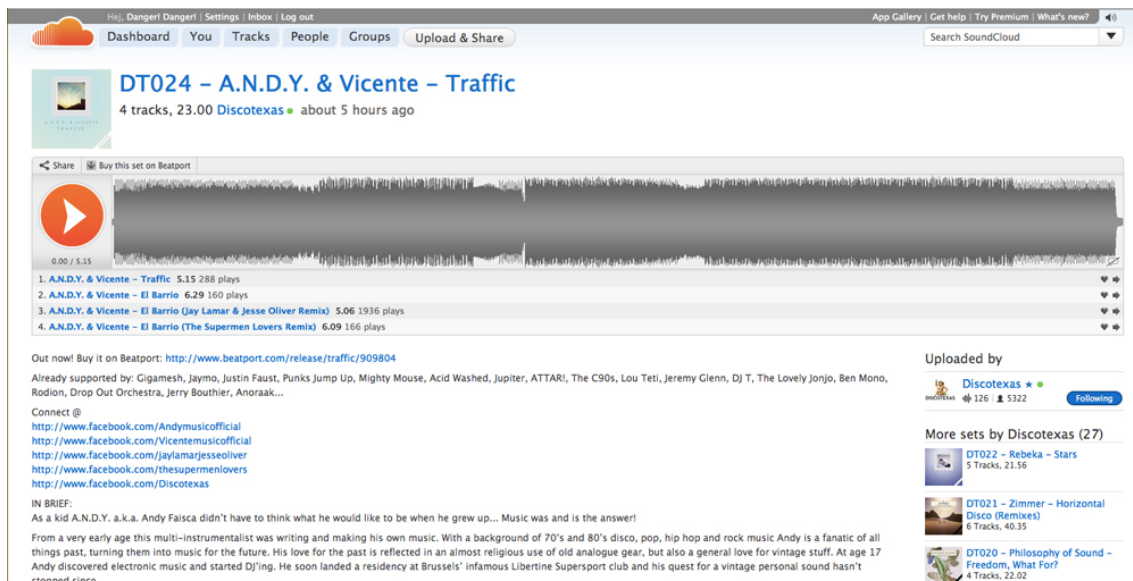 Hej, Danger! Danger! | Settings | Inbox | Log out
App Gallery | Get help | Try Premium | What's new?
Dashboard You Tracks People Groups Upload & Share
Search SoundCloud
DT024 – A.N.D.Y. & Vicente – Traffic
4 tracks, 23.00 Discotexas about 5 hours ago
A.N.D.Y. & VICENTE
TRAFFIC
Share Buy this set on Beatport
0.00 / 5.15
1. A.N.D.Y. & Vicente – Traffic 5.15 288 plays
2. A.N.D.Y. & Vicente – El Barrio 6.29 160 plays
3. A.N.D.Y. & Vicente – El Barrio (Jay Lamar & Jesse Oliver Remix) 5.06 1936 plays
4. A.N.D.Y. & Vicente – El Barrio (The Supermen Lovers Remix) 6.09 166 plays
Out now! Buy it on Beatport: http://www.beatport.com/release/traffic/909804
Already supported by: Gigamesh, Jaymo, Justin Faust, Punks Jump Up, Mighty Mouse, Acid Washed, Jupiter, ATTAR!, The C90s, Lou Teti, Jeremy Glenn, DJ T, The Lovely Jonjo, Ben Mono,
Rodion, Drop Out Orchestra, Jerry Bouthier, Anoraak...
Connect @
http://www.facebook.com/Andymusicofficial
http://www.facebook.com/Vicentemusicofficial
http://www.facebook.com/jaylamarjesseoliver
http://www.facebook.com/thesupermenlovers
http://www.facebook.com/Discotexas
IN BRIEF:
As a kid A.N.D.Y. a.k.a. Andy Faisca didn't have to think what he would like to be when he grew up... Music was and is the answer!
From a very early age this multi-instrumentalist was writing and making his own music. With a background of 70's and 80's disco, pop, hip hop and rock music Andy is a fanatic of all
things past, turning them into music for the future. His love for the past is reflected in an almost religious use of old analogue gear, but also a general love for vintage stuff. At age 17
Andy discovered electronic music and started DJ'ing. He soon landed a residency at Brussels' infamous Libertine Supersport club and his quest for a vintage personal sound hasn't
stopped since
Uploaded by
DISCOTEXAS
Discotexas
126 5322 Following
More sets by Discotexas (27)
DT022 – Rebeka – Stars
5 Tracks, 21.56
DT021 – Zimmer – Horizontal
Disco (Remixes)
6 Tracks, 40.35
DT020 – Philosophy of Sound –
Freedom, What For?
4 Tracks, 22.02